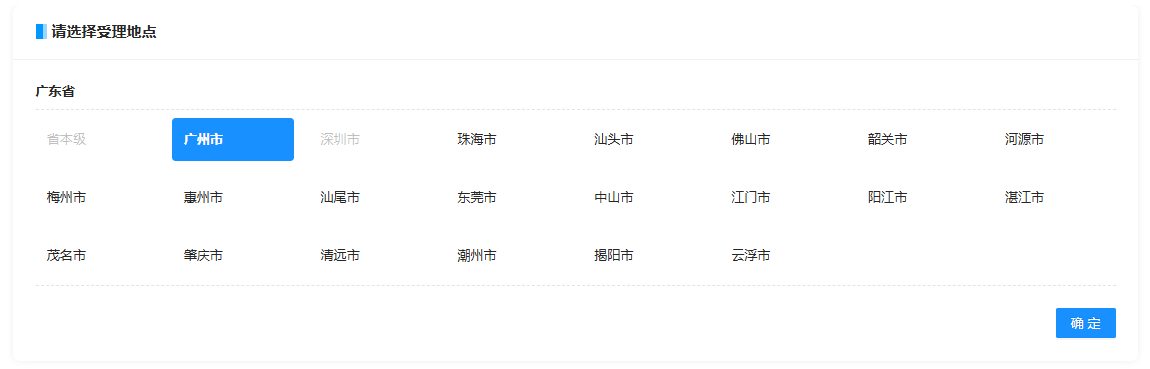 请选择受理地点
广东省
省本级 广州市 深圳市 珠海市 汕头市 佛山市 韶关市 河源市
梅州市 惠州市 汕尾市 东莞市 中山市 江门市 阳江市 湛江市
茂名市 肇庆市 清远市 潮州市 揭阳市 云浮市
确 定